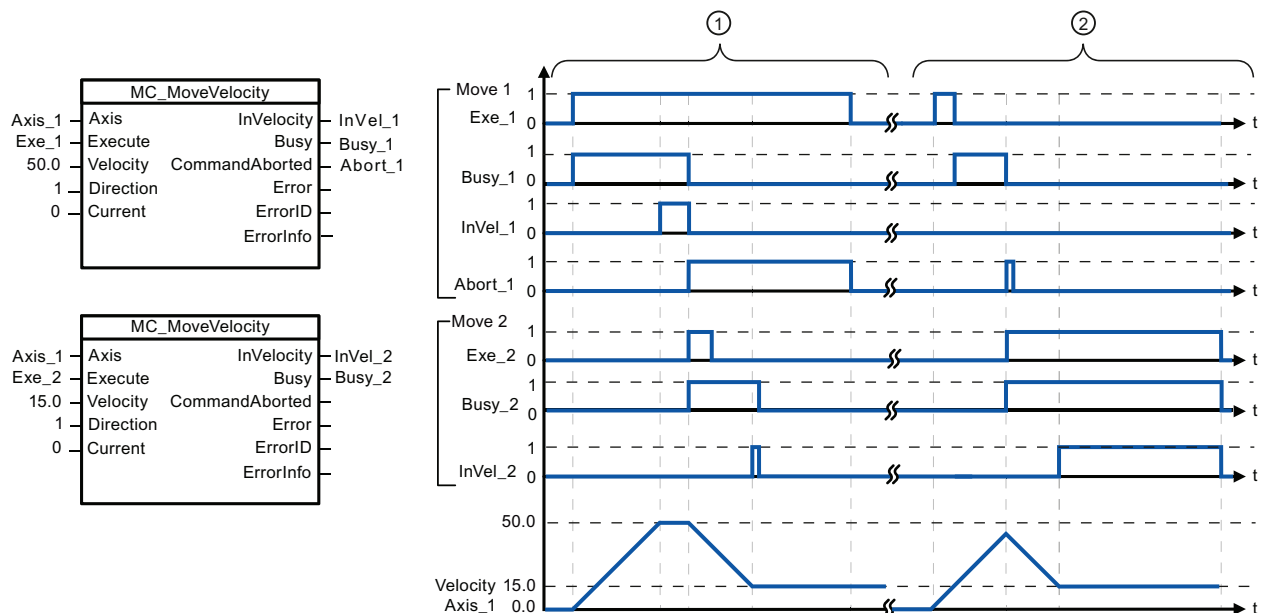 1
2
MC_MoveVelocity
Axis_1 Axis InVelocity InVel_1
Exe_1 Execute Busy Busy_1
50.0 Velocity CommandAborted Abort_1
1 Direction Error
0 Current ErrorID
ErrorInfo
MC_MoveVelocity
Axis_1 Axis InVelocity InVel_2
Exe_2 Execute Busy Busy_2
15.0 Velocity CommandAborted
1 Direction Error
0 Current ErrorID
ErrorInfo
Move 1
1
Exe_1 0 t
1
Busy_1 0 t
1
InVel_1 0 t
1
Abort_1 0 t
Move 2
1
Exe_2 0 t
1
Busy_2 0 t
1
InVel_2 0 t
50.0
Velocity 15.0
Axis_1 0.0 t